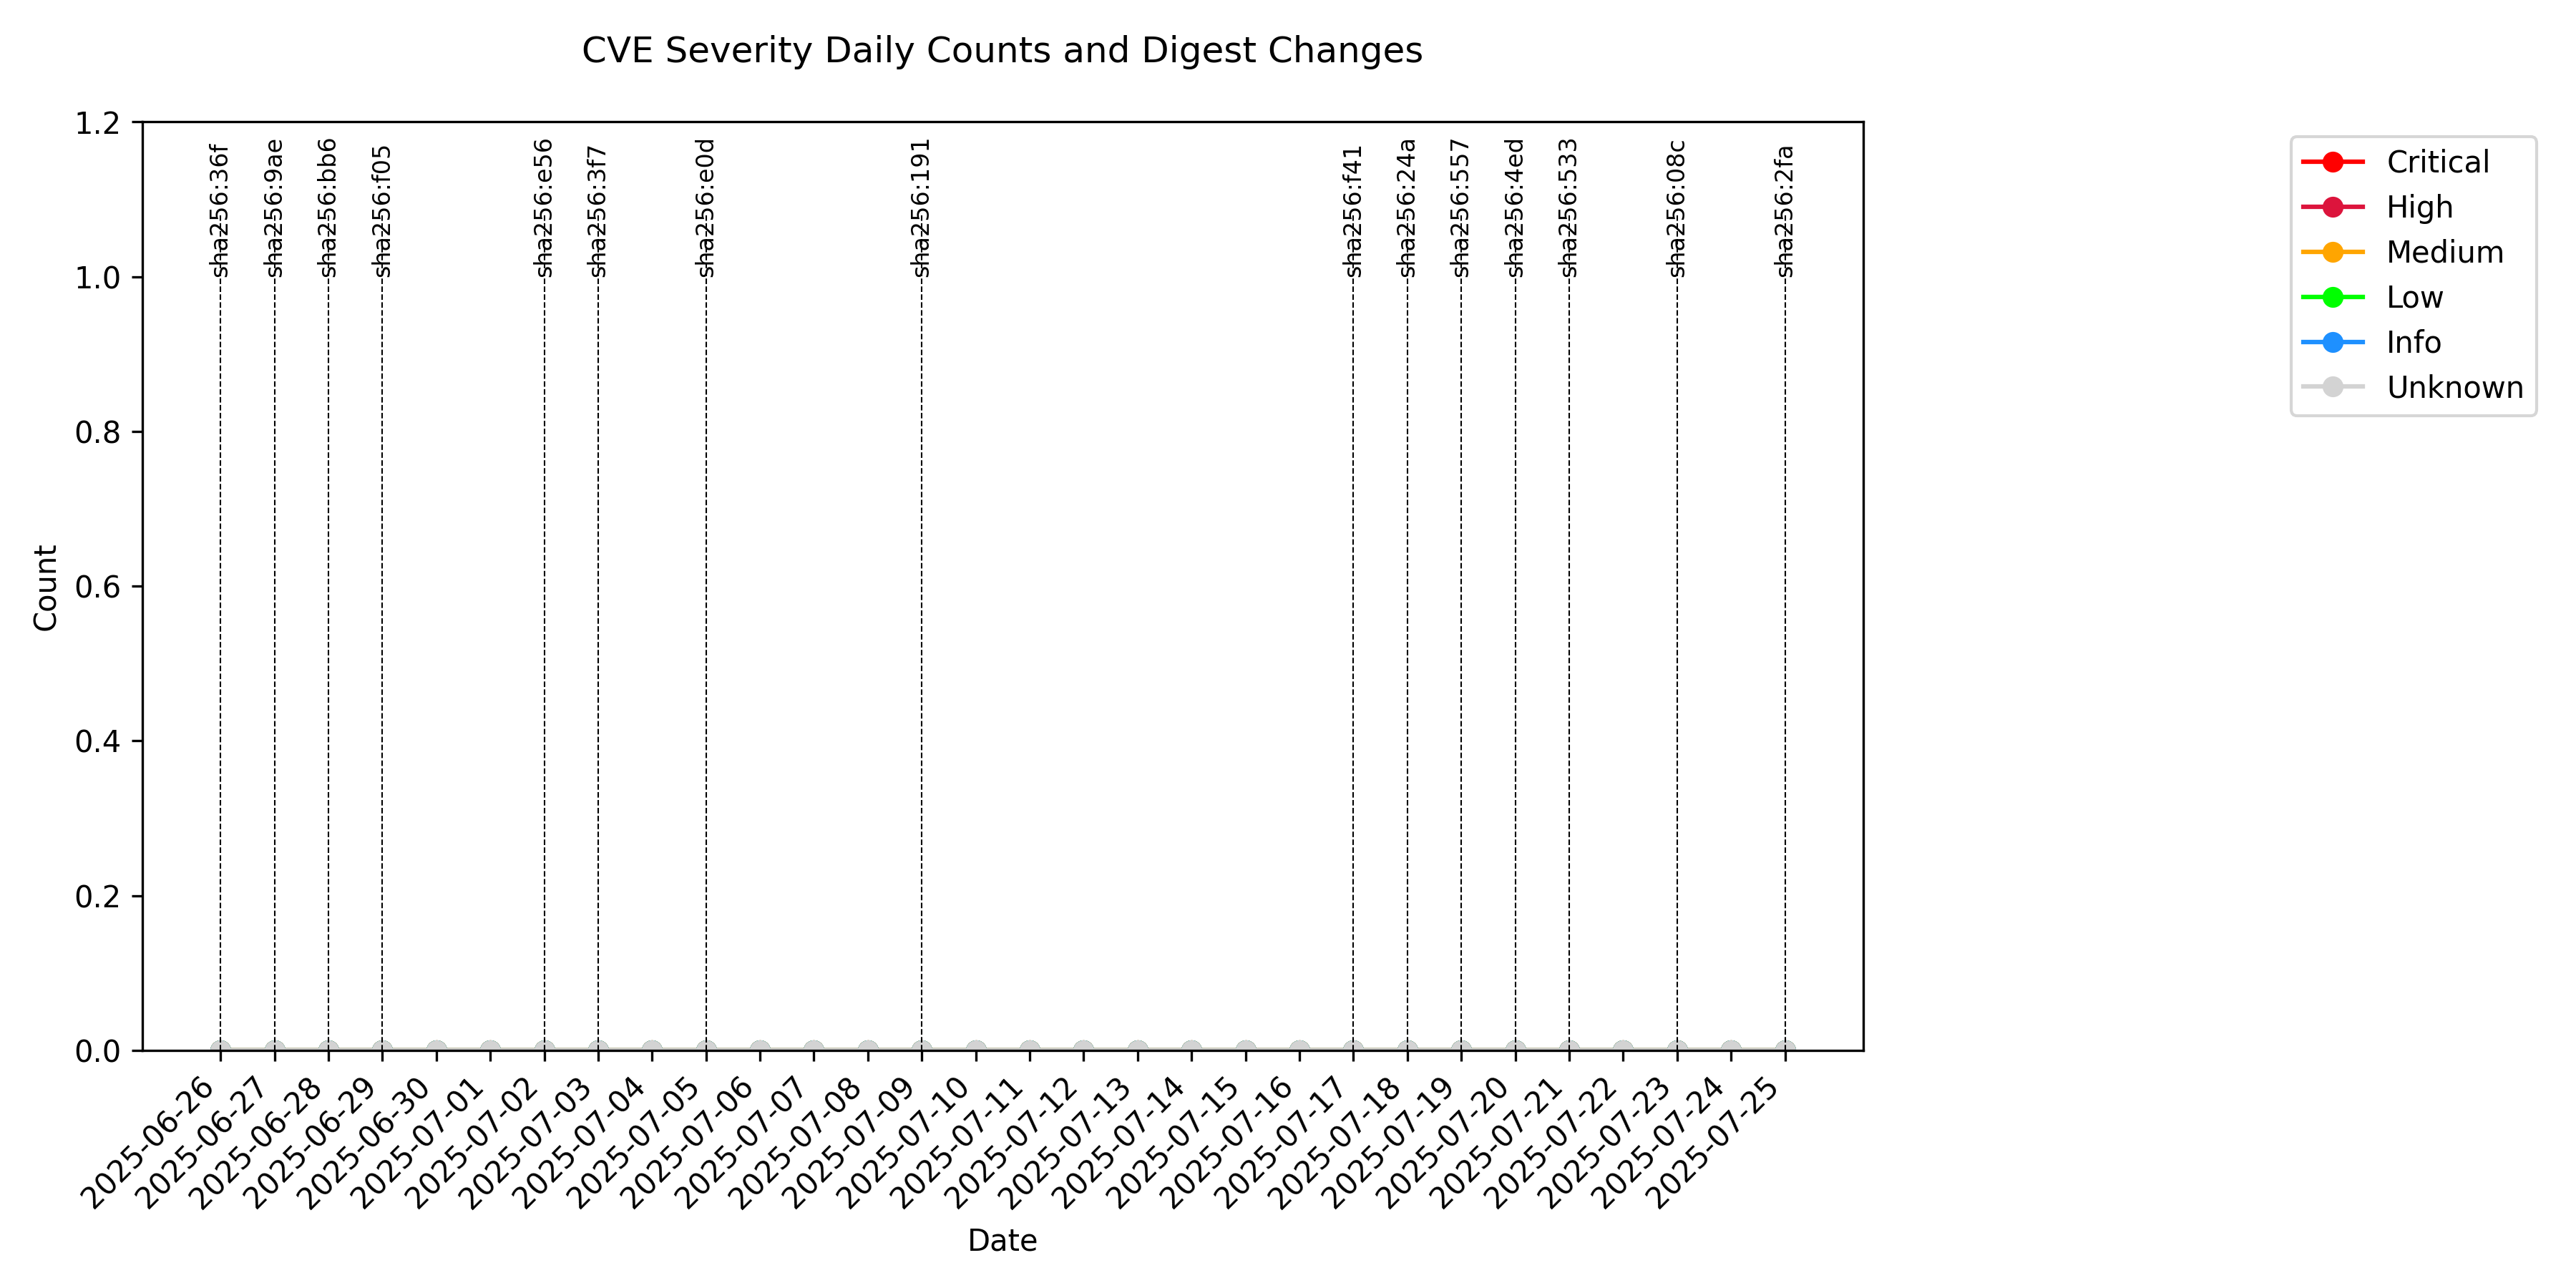 CVE Severity Daily Counts and Digest Changes
1.2
1.0
0.8
0.6
0.4
0.2
0.0
Count
sha256:36f
sha256:9ae
sha256:bb6
sha256:f05
sha256:e56
sha256:3f7
sha256:e0d
sha256:191
sha256:f41
sha256:24a
sha256:557
sha256:4ed
sha256:533
sha256:08c
sha256:2fa
Critical
High
Medium
Low
Info
Unknown
2025-06-26
2025-06-27
2025-06-28
2025-06-29
2025-06-30
2025-07-01
2025-07-02
2025-07-03
2025-07-04
2025-07-05
2025-07-06
2025-07-07
2025-07-08
2025-07-09
2025-07-10
2025-07-11
2025-07-12
2025-07-13
2025-07-14
2025-07-15
2025-07-16
2025-07-17
2025-07-18
2025-07-19
2025-07-20
2025-07-21
2025-07-22
2025-07-23
2025-07-24
2025-07-25
Date